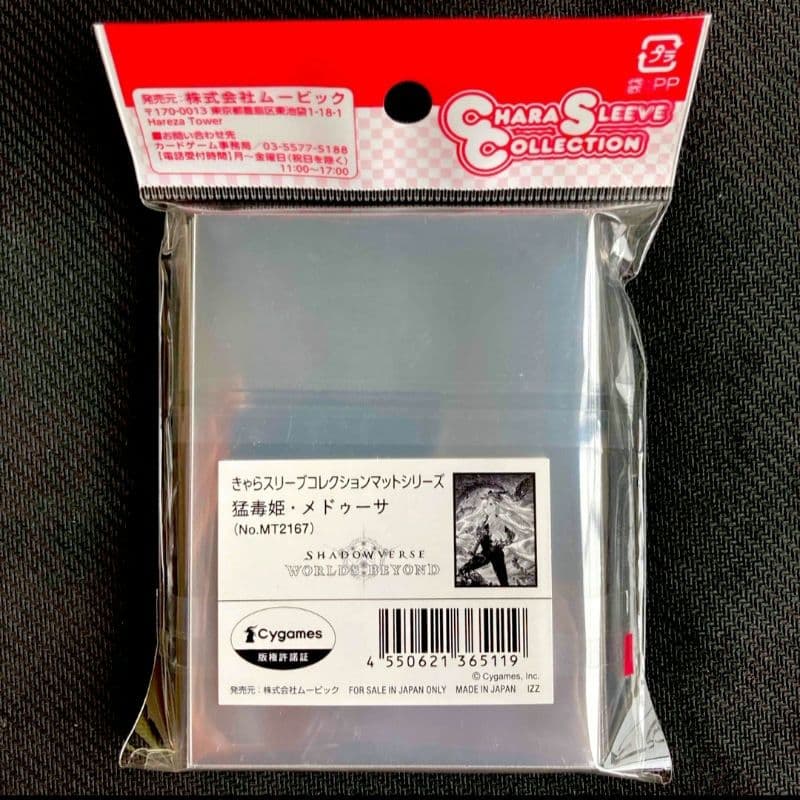 プラ
袋:PP
発売元:株式会社ムービック
〒170-0013 東京都豊島区東池袋1-18-1
Hareza Tower
■お問い合わせ先
カードゲーム事務局/03-5577-5188
【電話受付時間】月〜金曜日(祝日を除く)
11:00〜17:00
CHARA SLEEVE
COLLECTION
きゃらスリーブコレクションマットシリーズ
猛毒姫・メドゥーサ
(No.MT2167)
SHADOWVERSE
WORLDS BEYOND
Cygames
版権許諾証
4 550621 365119
© Cygames, Inc.
発売元:株式会社ムービック FOR SALE IN JAPAN ONLY MADE IN JAPAN IZZ